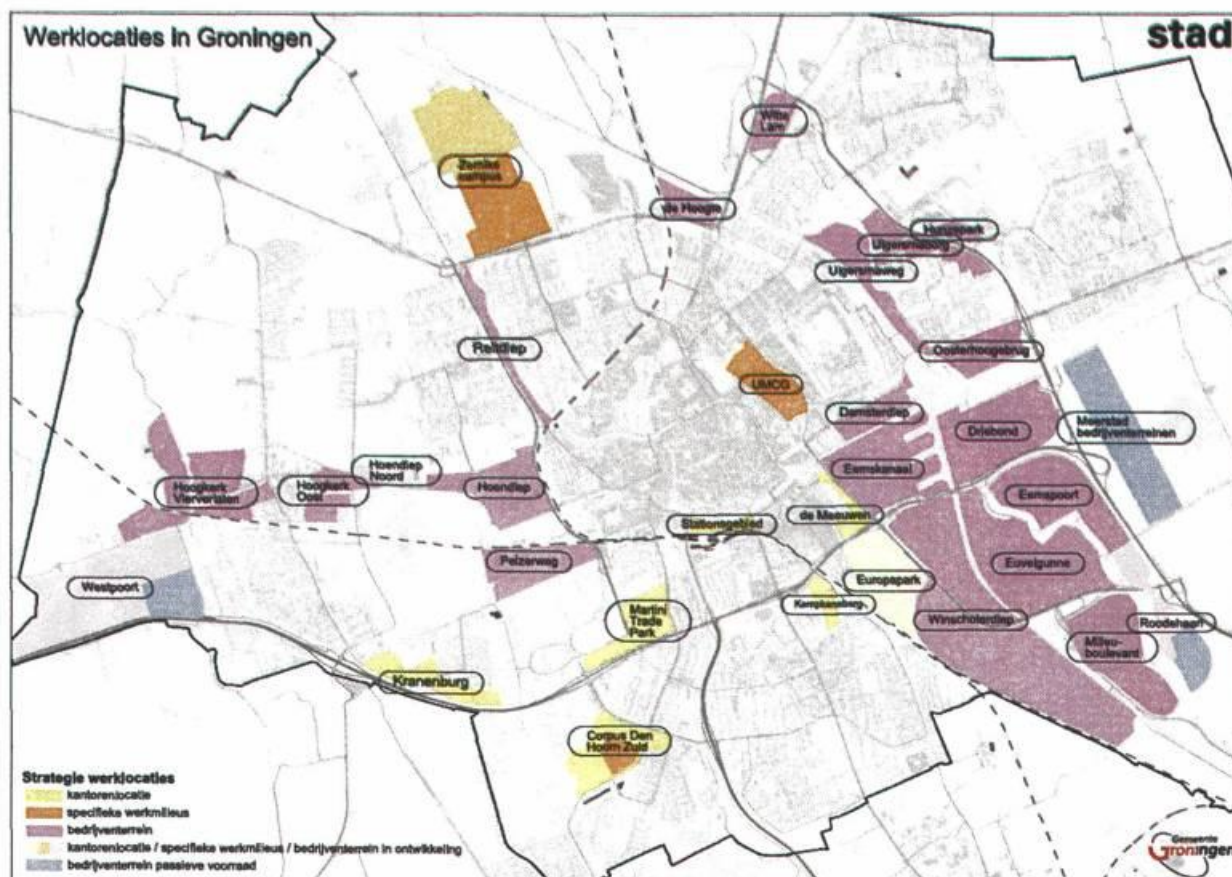 Werklocaties in Groningen
stad
Witte
Lam
Zernike
campus
de Hoogte
Hunzepark
Ulgersmaborg
Ulgersmaweg
Reitdiep
Oosterhoogebrug
UMCG
Damsterdiep
Driebond
Meerstad
bedrijventerreinen
Hoendiep
Noord
Hoogkerk
Vierverlaten
Hoogkerk
Oost
Hoendiep
Eemskanaal
Eemspoort
Stationsgebied
de Meeuwen
Peizerweg
Euvelgunne
Westpoort
Europapark
Kempkensberg
Martini
Trade
Park
Winschoterdiep
Roodehaan
Milieu-
boulevard
Kranenburg
Corpus Den
Hoorn Zuid
Strategie werklocaties
kantorenlocatie
specifieke werkmilieus
bedrijventerrein
kantorenlocatie / specifieke werkmilieus / bedrijventerrein in ontwikkeling
bedrijventerrein passieve voorraad
Gemeente
Groningen